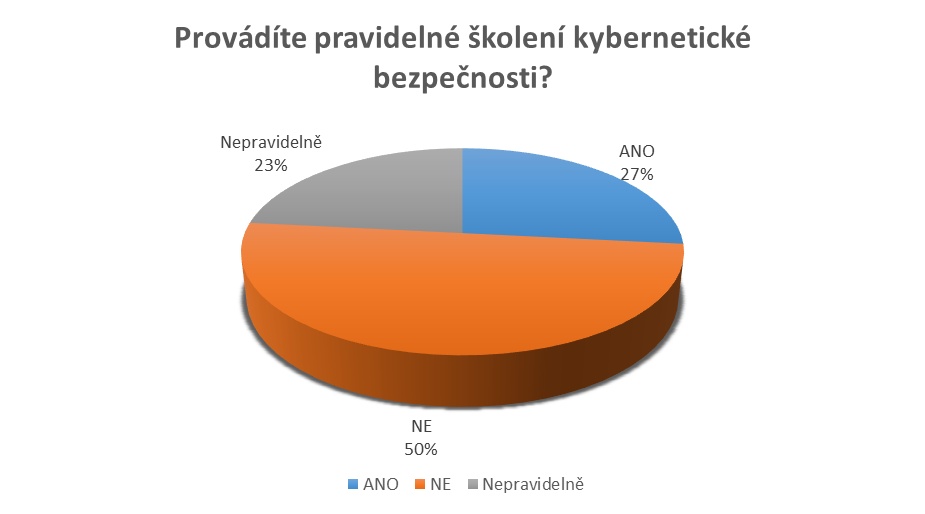 Provádíte pravidelné školení kybernetické
bezpečnosti?
Nepravidelně
23%
ANO
27%
NE
50%
ANO NE Nepravidelně